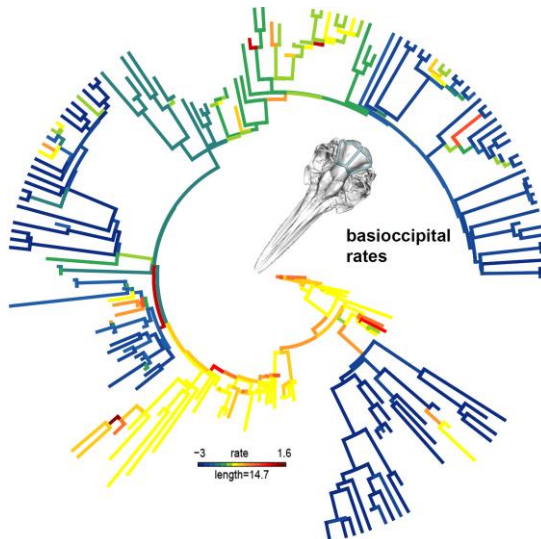 basioccipital
rates
−3 rate 1.6
length=14.7